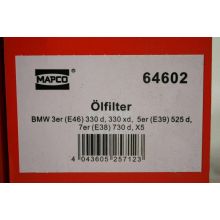 MAPCO
64602
Ölfilter
BMW 3er (E46) 330 d, 330 xd, 5er (E39) 525 d,
7er (E38) 730 d, X5
4 043605 257123